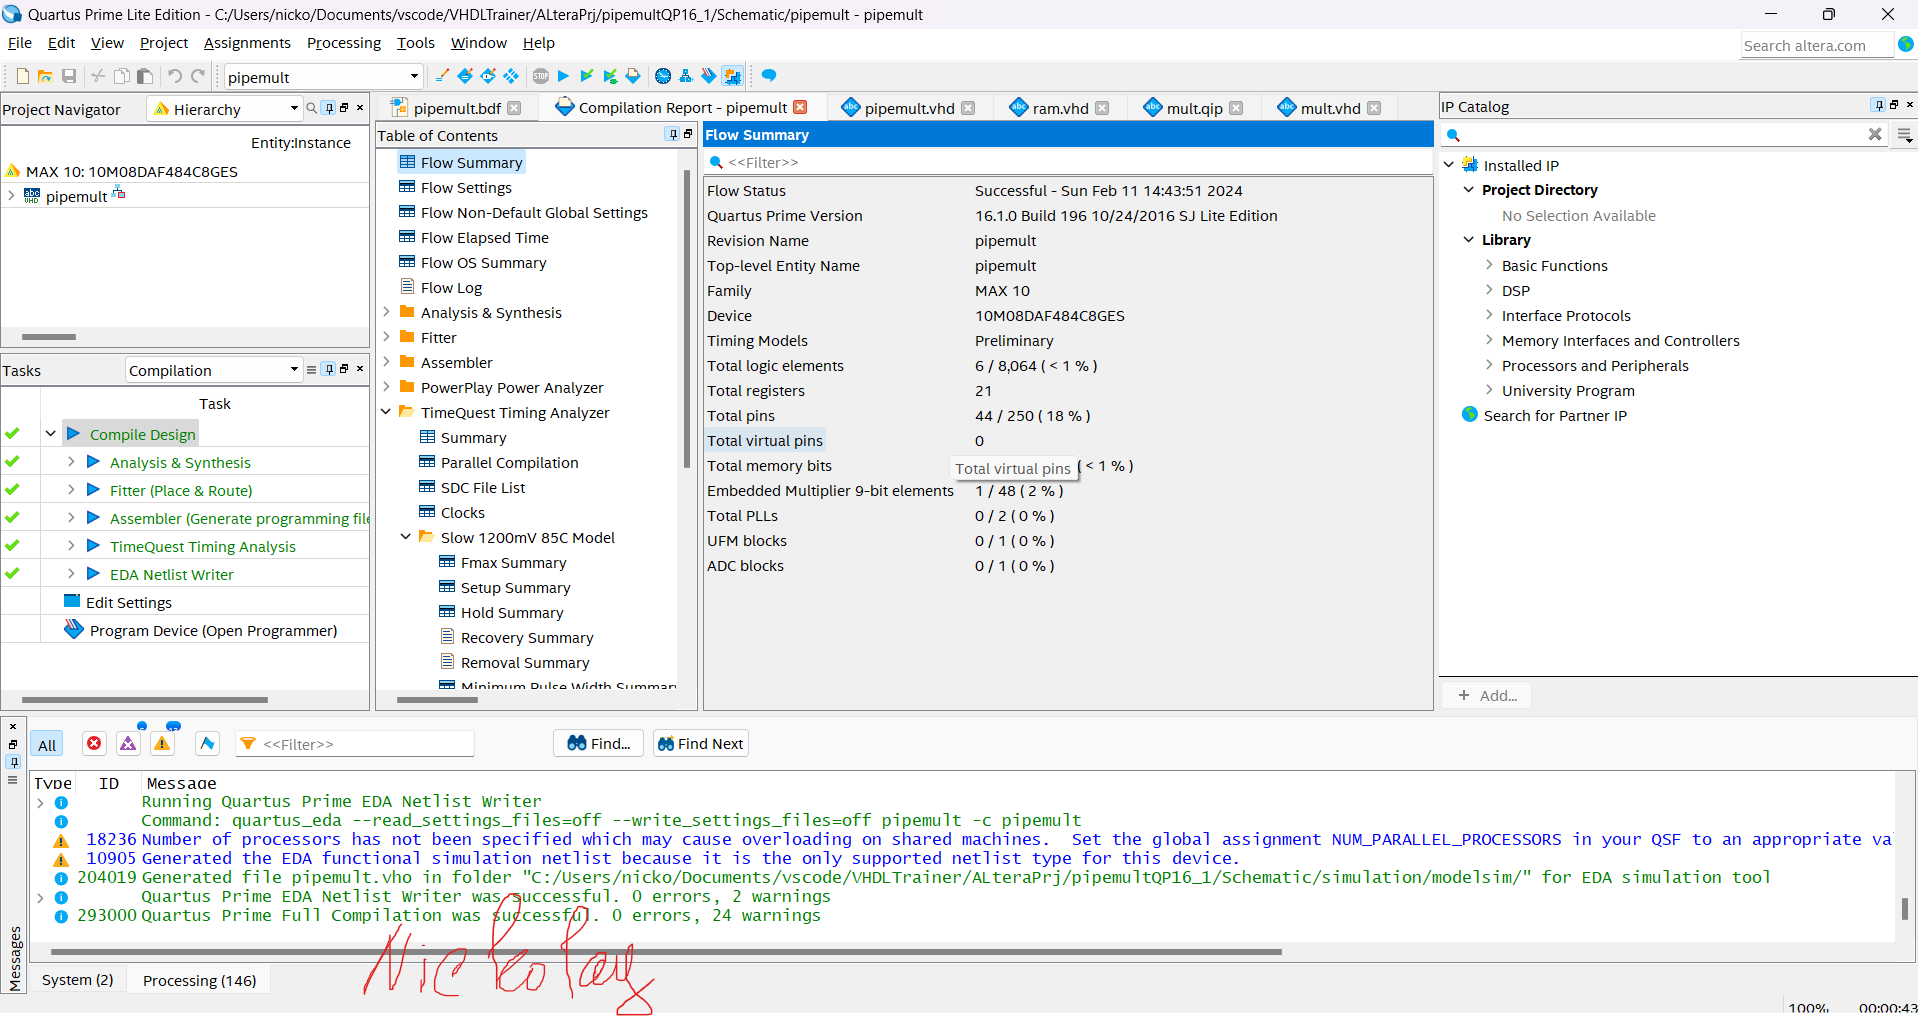 Quartus Prime Lite Edition - C:/Users/nicko/Documents/vscode/VHDLTrainer/ALteraPrj/pipemultQP16_1/Schematic/pipemult - pipemult
File Edit View Project Assignments Processing Tools Window Help
Search altera.com
pipemult
Project Navigator Hierarchy
Entity:Instance
MAX 10: 10M08DAF484C8GES
pipemult
Tasks Compilation
Task
Compile Design
Analysis & Synthesis
Fitter (Place & Route)
Assembler (Generate programming file
TimeQuest Timing Analysis
EDA Netlist Writer
Edit Settings
Program Device (Open Programmer)
pipemult.bdf Compilation Report - pipemult pipemult.vhd ram.vhd mult.qip mult.vhd
Table of Contents
Flow Summary
Flow Settings
Flow Non-Default Global Settings
Flow Elapsed Time
Flow OS Summary
Flow Log
Analysis & Synthesis
Fitter
Assembler
PowerPlay Power Analyzer
TimeQuest Timing Analyzer
Summary
Parallel Compilation
SDC File List
Clocks
Slow 1200mV 85C Model
Fmax Summary
Setup Summary
Hold Summary
Recovery Summary
Removal Summary
Minimum Pulse Width Summary
Flow Summary
<<Filter>>
Flow Status Successful - Sun Feb 11 14:43:51 2024
Quartus Prime Version 16.1.0 Build 196 10/24/2016 SJ Lite Edition
Revision Name pipemult
Top-level Entity Name pipemult
Family MAX 10
Device 10M08DAF484C8GES
Timing Models Preliminary
Total logic elements 6 / 8,064 ( < 1 % )
Total registers 21
Total pins 44 / 250 ( 18 % )
Total virtual pins 0
Total memory bits ( < 1 % )
Total virtual pins
Embedded Multiplier 9-bit elements 1 / 48 ( 2 % )
Total PLLs 0 / 2 ( 0 % )
UFM blocks 0 / 1 ( 0 % )
ADC blocks 0 / 1 ( 0 % )
IP Catalog
Installed IP
Project Directory
No Selection Available
Library
Basic Functions
DSP
Interface Protocols
Memory Interfaces and Controllers
Processors and Peripherals
University Program
Search for Partner IP
+ Add...
All <<Filter>> Find... Find Next
Type ID Message
Running Quartus Prime EDA Netlist Writer
Command: quartus_eda --read_settings_files=off --write_settings_files=off pipemult -c pipemult
18236 Number of processors has not been specified which may cause overloading on shared machines.  Set the global assignment NUM_PARALLEL_PROCESSORS in your QSF to an appropriate va
10905 Generated the EDA functional simulation netlist because it is the only supported netlist type for this device.
204019 Generated file pipemult.vho in folder "C:/Users/nicko/Documents/vscode/VHDLTrainer/ALteraPrj/pipemultQP16_1/Schematic/simulation/modelsim/" for EDA simulation tool
Quartus Prime EDA Netlist Writer was successful. 0 errors, 2 warnings
293000 Quartus Prime Full Compilation was successful. 0 errors, 24 warnings
Messages
Nickolay
System (2) Processing (146)
100% 00:00:43